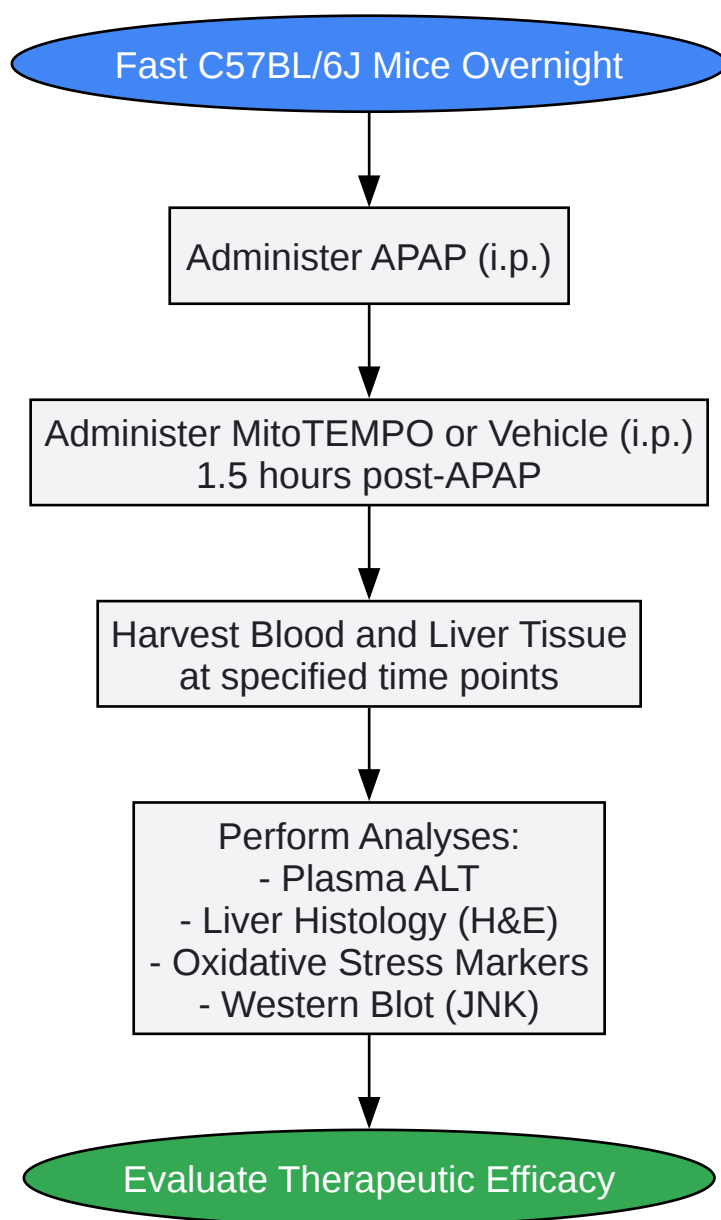 Fast C57BL/6J Mice Overnight
Administer APAP (i.p.)
Administer MitoTEMPO or Vehicle (i.p.)
1.5 hours post-APAP
Harvest Blood and Liver Tissue
at specified time points
Perform Analyses:
- Plasma ALT
- Liver Histology (H&E)
- Oxidative Stress Markers
- Western Blot (JNK)
Evaluate Therapeutic Efficacy